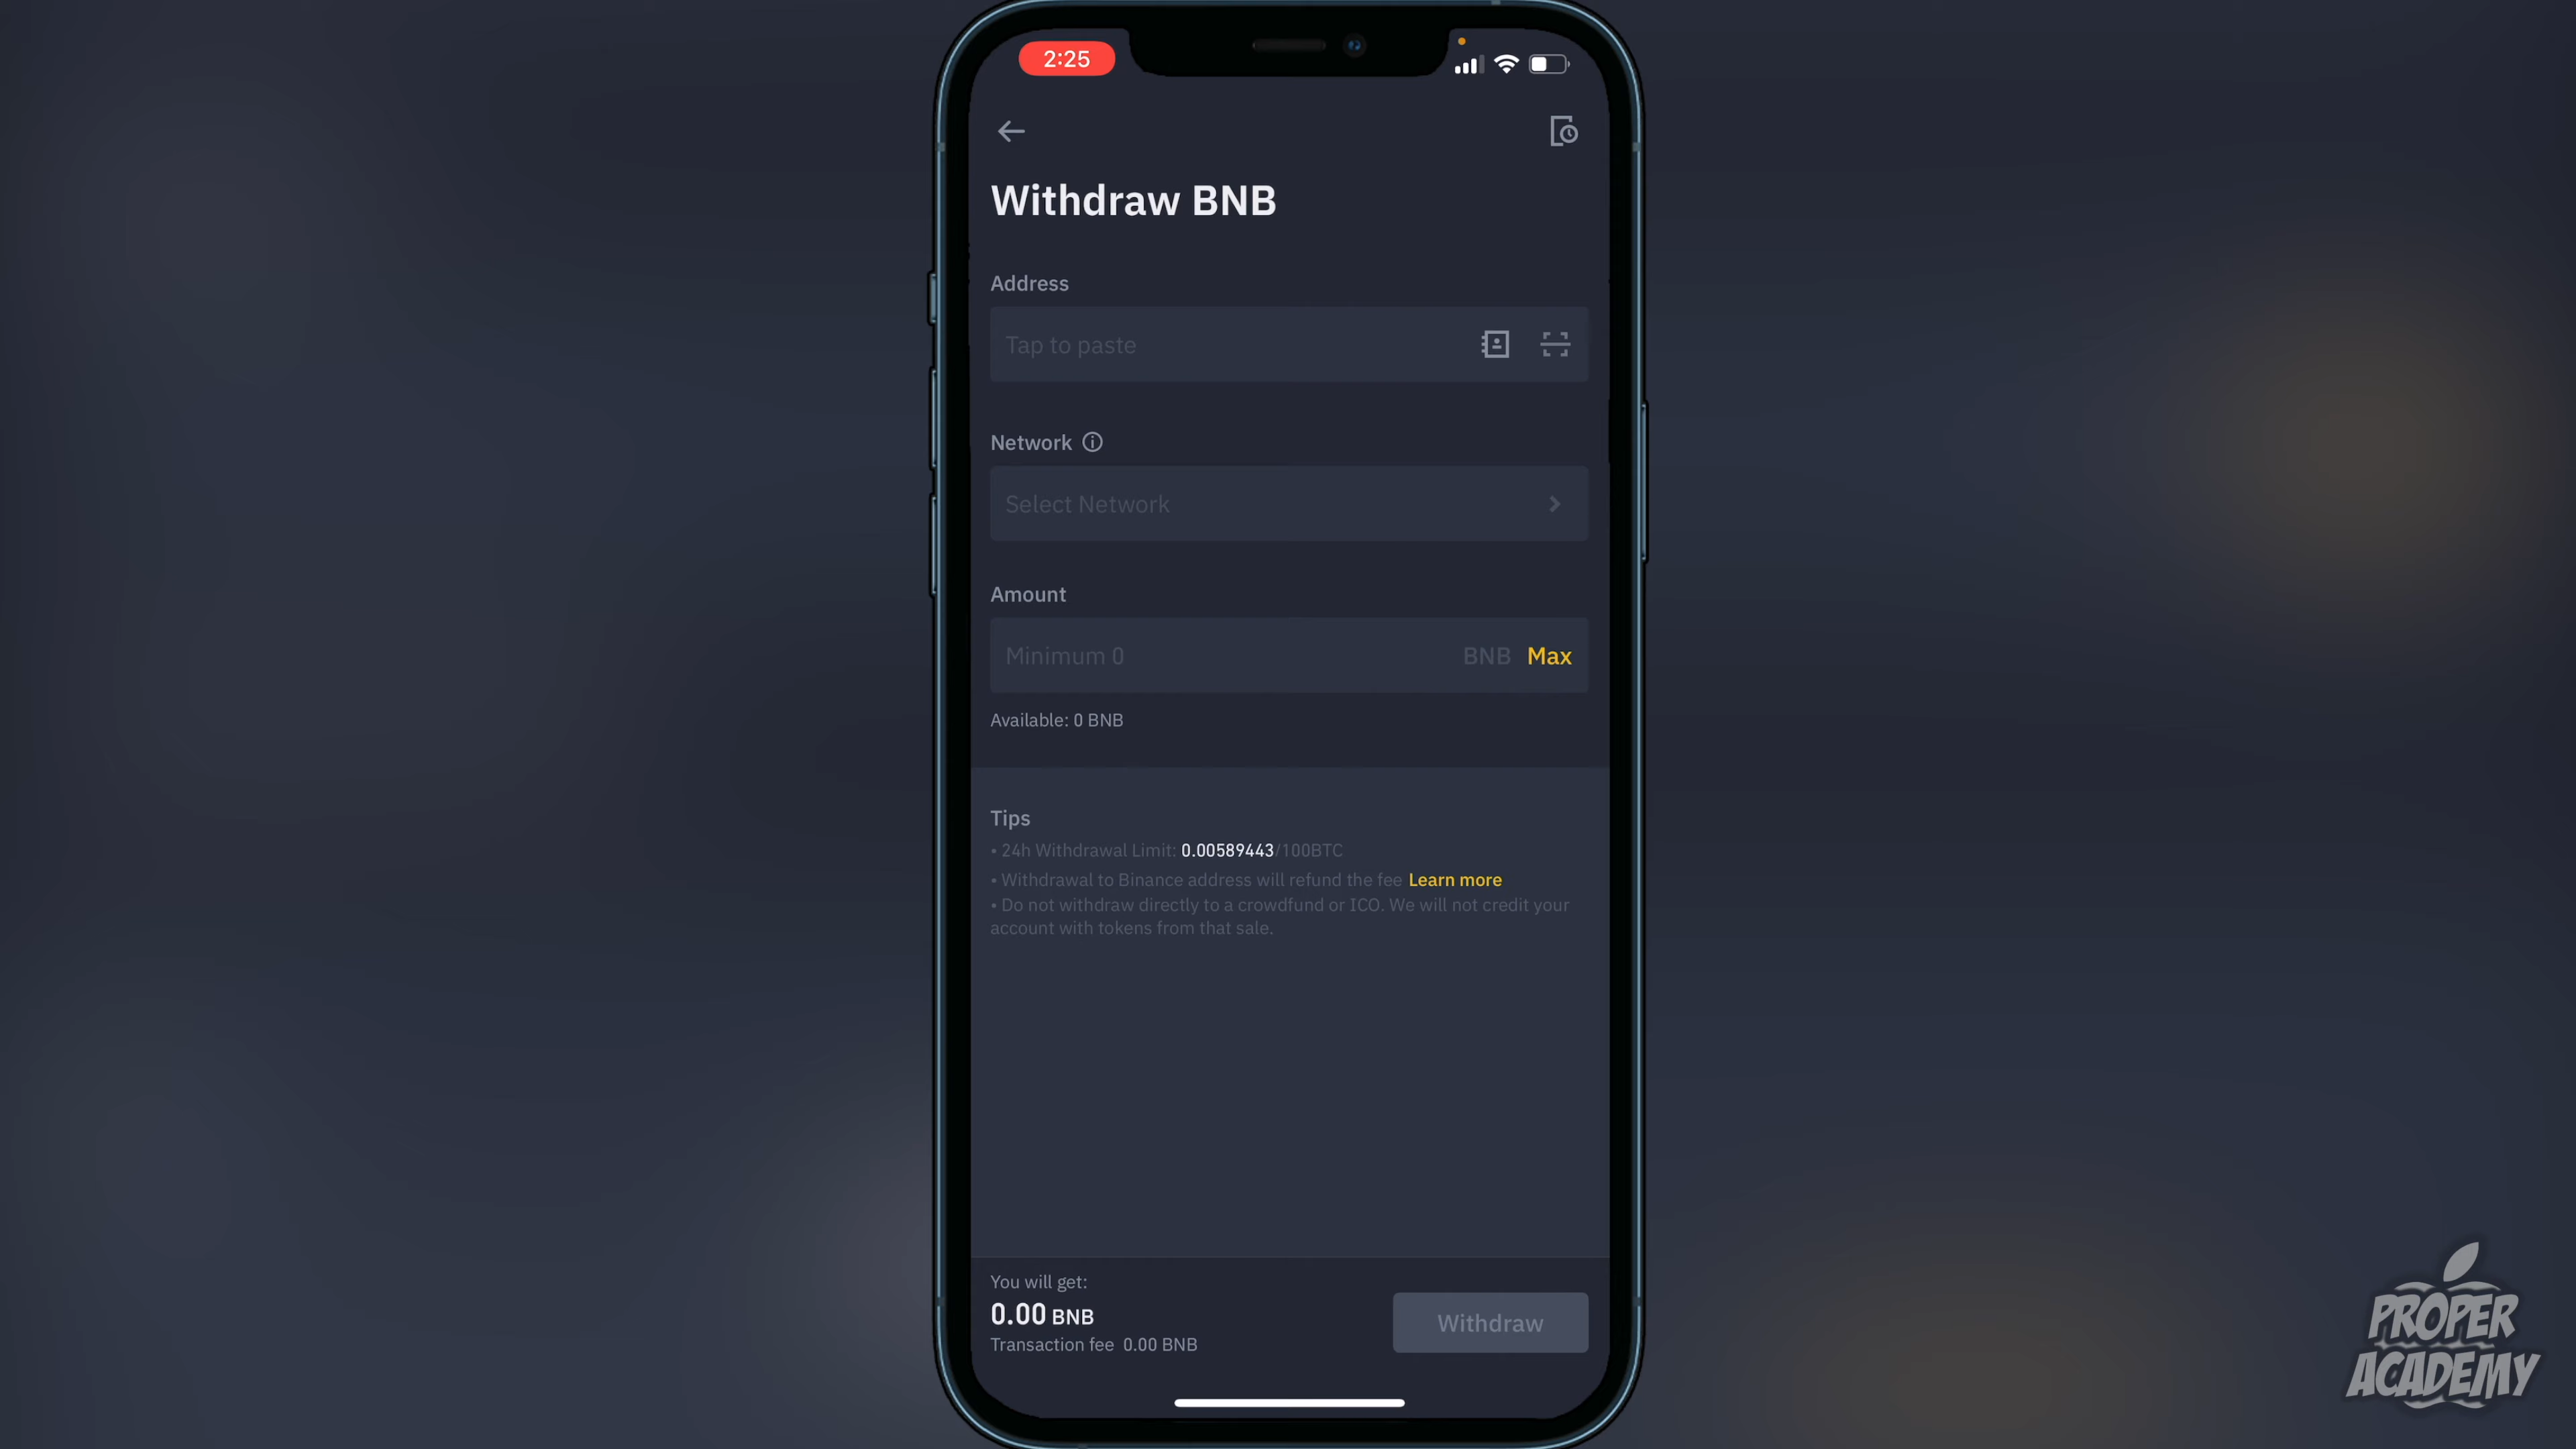 2:25
Withdraw BNB
Address
Tap to paste
Network
Select Network
Amount
Minimum 0 BNB Max
Available: 0 BNB
Tips
• 24h Withdrawal Limit: 0.00589443/100BTC
• Withdrawal to Binance address will refund the fee Learn more
• Do not withdraw directly to a crowdfund or ICO. We will not credit your
account with tokens from that sale.
You will get:
0.00 BNB
Transaction fee 0.00 BNB
Withdraw
PROPER
ACADEMY